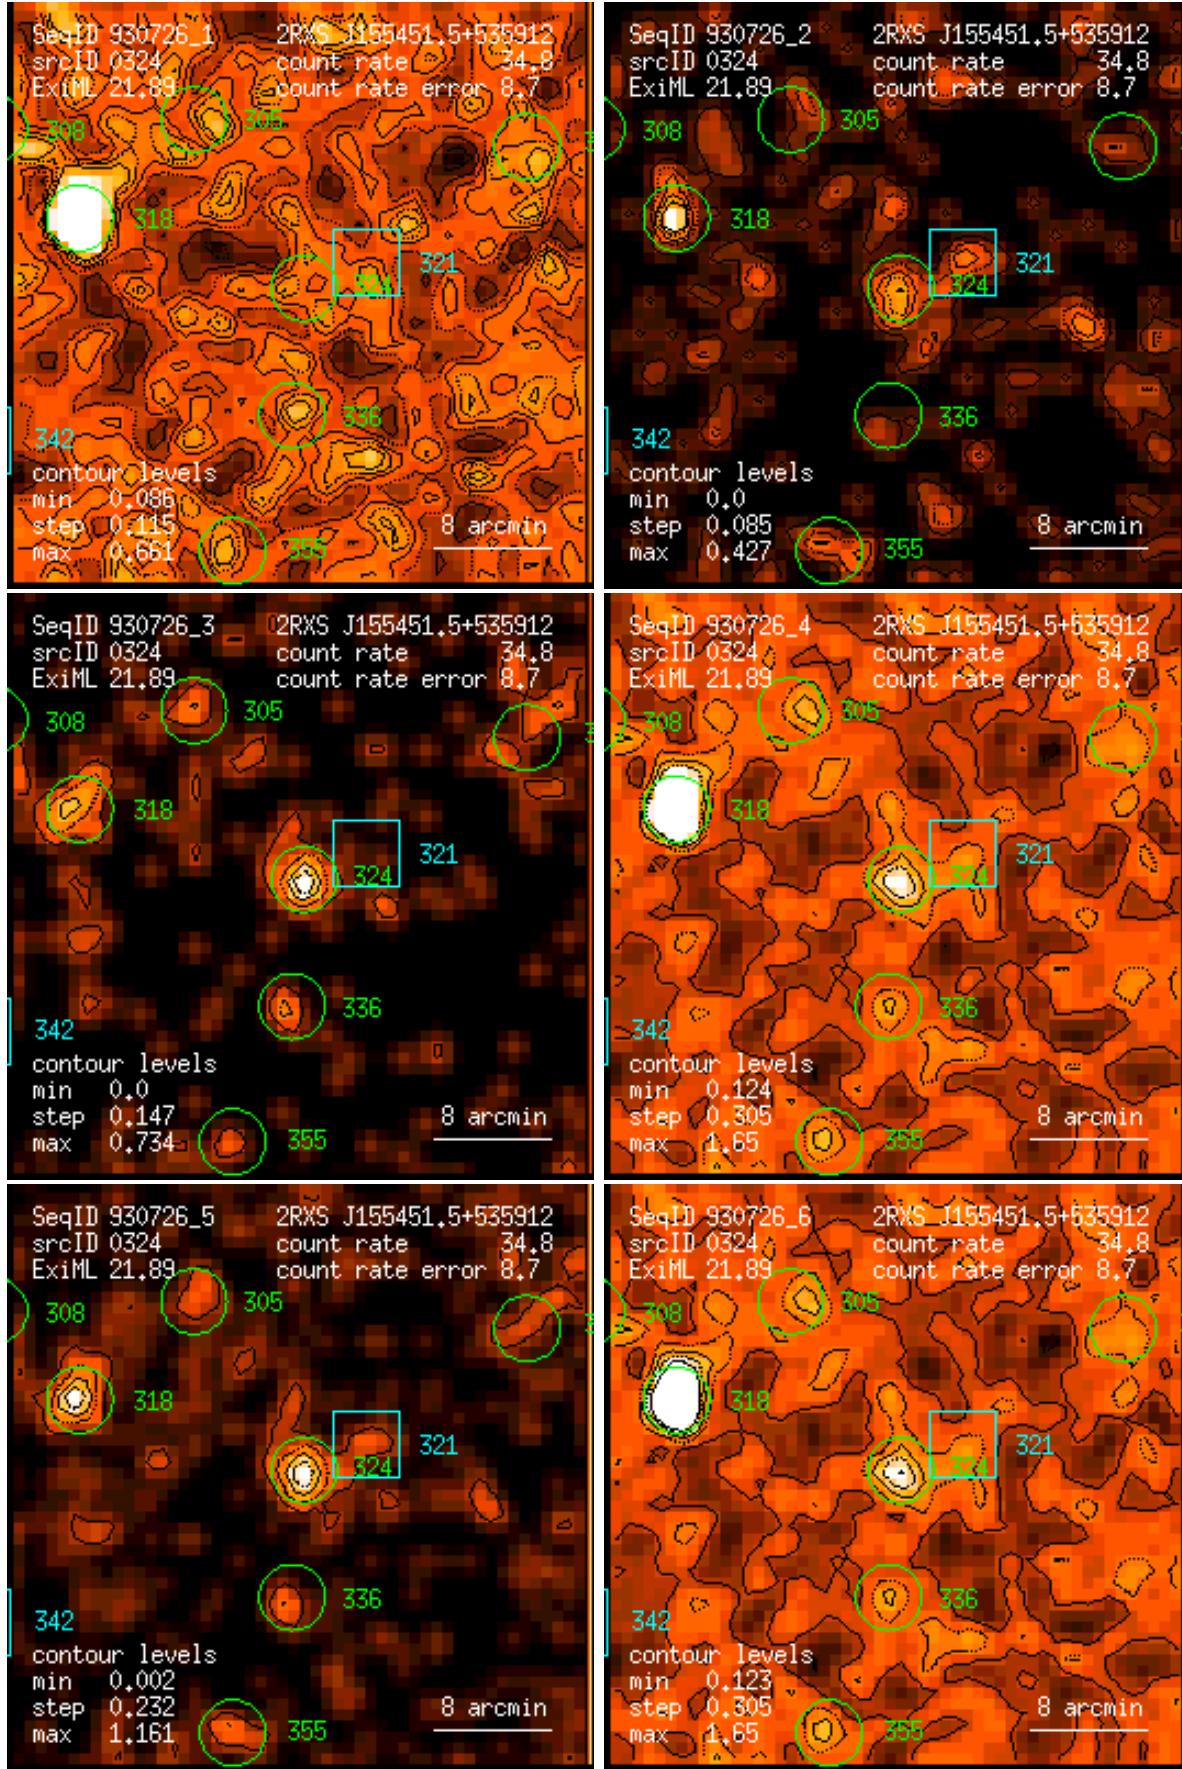 SeqID 930726_1 2RXS J155451.5+535912
srcID 0324 count rate 34.8
ExiML 21.89 count rate error 8.7
305
308
318
321
324
336
342
contour levels
min 0.086
step 0.115 8 arcmin
max 0.661 355
SeqID 930726_2 2RXS J155451.5+535912
srcID 0324 count rate 34.8
ExiML 21.89 count rate error 8.7
305
308
318
321
324
336
342
contour levels
min 0.0
step 0.085 8 arcmin
max 0.427 355
SeqID 930726_3 2RXS J155451.5+535912
srcID 0324 count rate 34.8
ExiML 21.89 count rate error 8.7
305
308
318
321
324
336
342
contour levels
min 0.0
step 0.147 8 arcmin
max 0.734 355
SeqID 930726_4 2RXS J155451.5+535912
srcID 0324 count rate 34.8
ExiML 21.89 count rate error 8.7
305
308
318
321
324
336
342
contour levels
min 0.124
step 0.305 8 arcmin
max 1.65 355
SeqID 930726_5 2RXS J155451.5+535912
srcID 0324 count rate 34.8
ExiML 21.89 count rate error 8.7
305
308
318
321
324
336
342
contour levels
min 0.002
step 0.232 8 arcmin
max 1.161 355
SeqID 930726_6 2RXS J155451.5+535912
srcID 0324 count rate 34.8
ExiML 21.89 count rate error 8.7
305
308
318
321
324
336
342
contour levels
min 0.123
step 0.305 8 arcmin
max 1.65 355